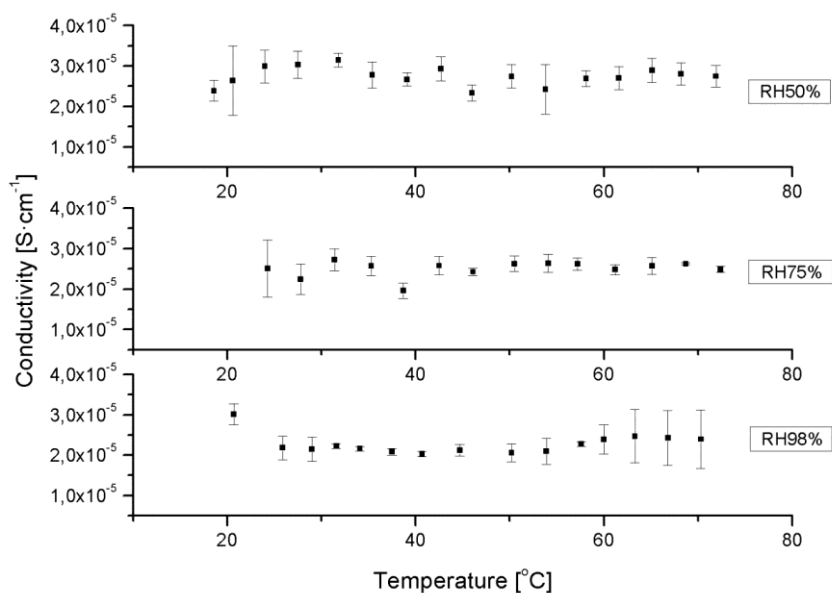 4,0x10⁻⁵
3,0x10⁻⁵
2,0x10⁻⁵
1,0x10⁻⁵
20 40 60 80
RH50%
4,0x10⁻⁵
3,0x10⁻⁵
2,0x10⁻⁵
1,0x10⁻⁵
20 40 60 80
RH75%
4,0x10⁻⁵
3,0x10⁻⁵
2,0x10⁻⁵
1,0x10⁻⁵
20 40 60 80
RH98%
Conductivity [S·cm⁻¹]
Temperature [°C]